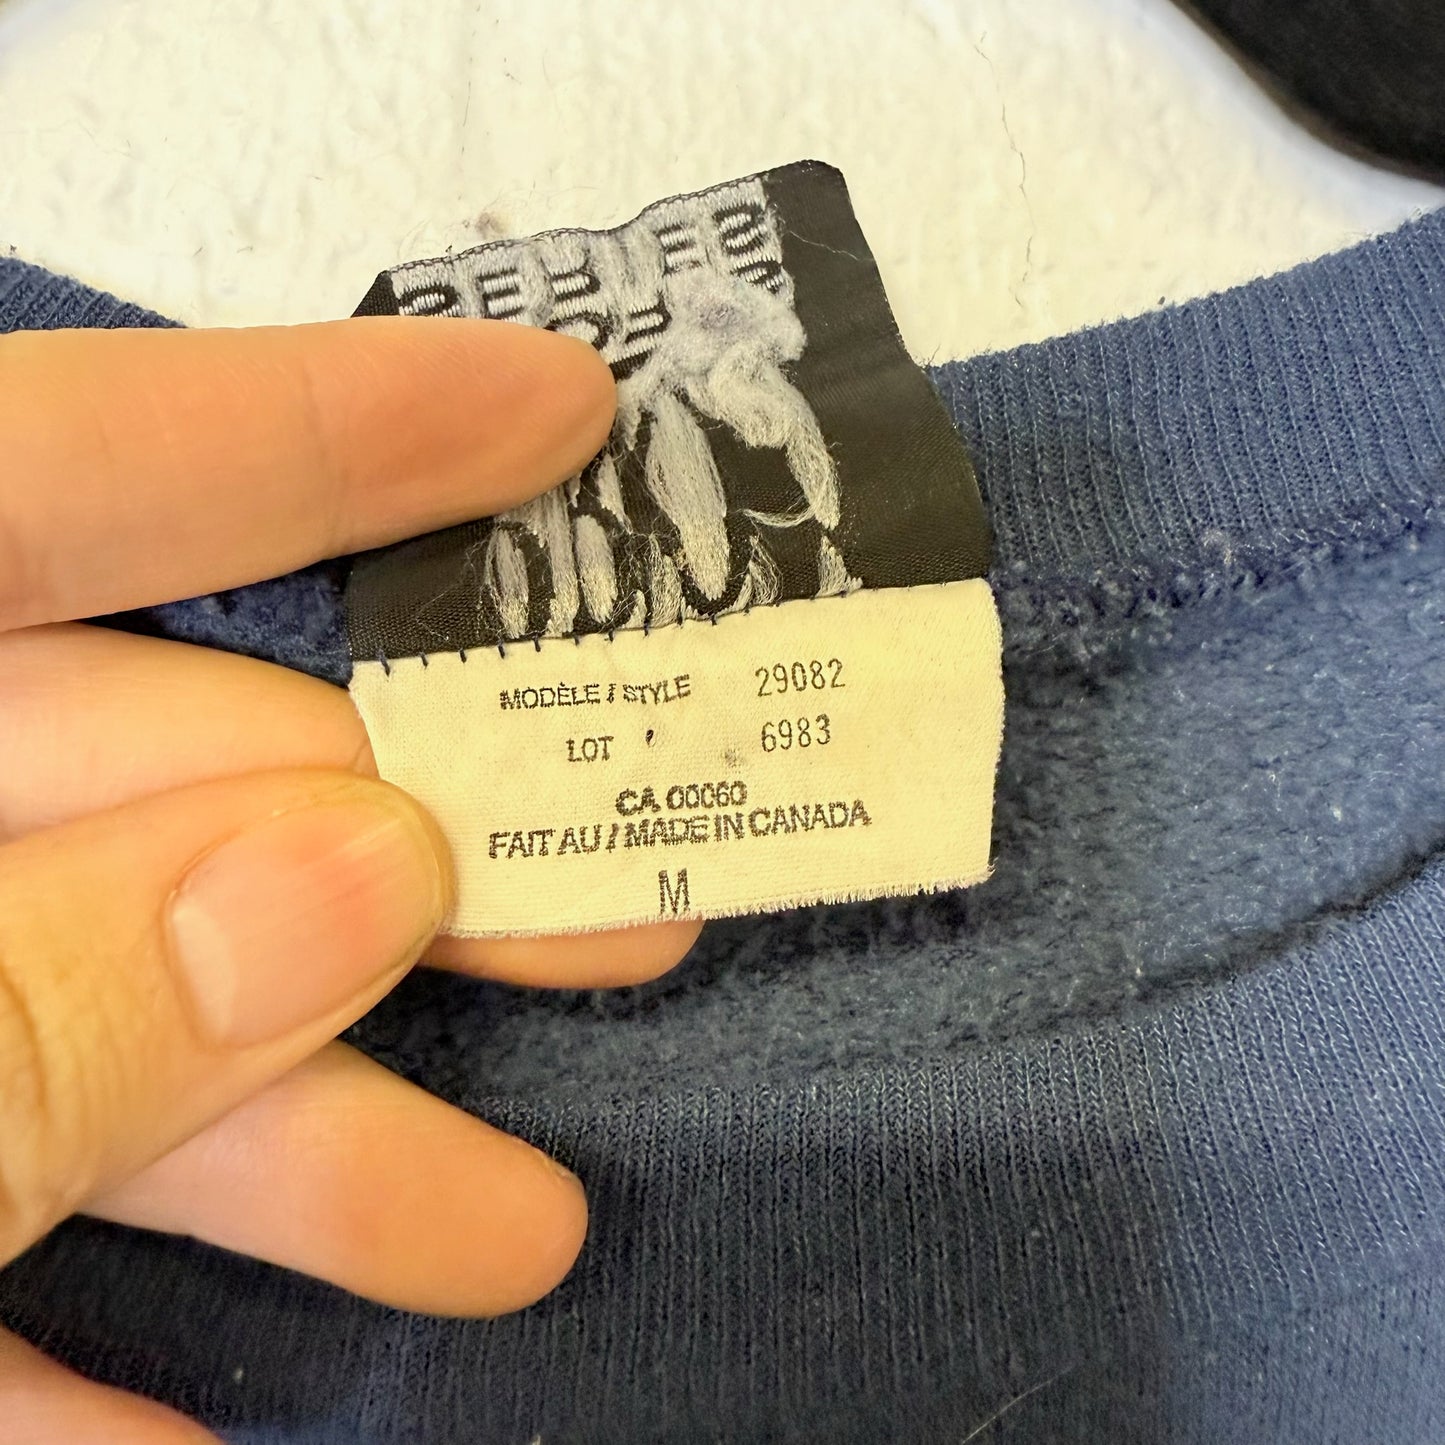 MODÈLE / STYLE 29082
LOT 6983
CA 00060
FAIT AU / MADE IN CANADA
M